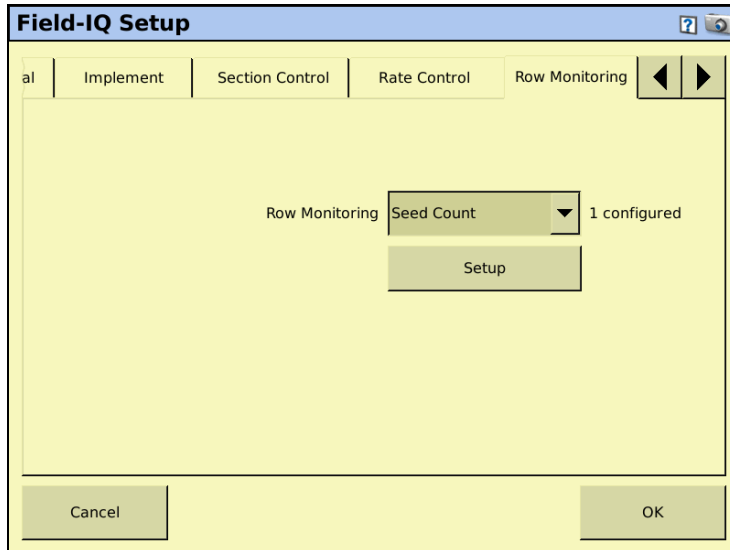 Field-IQ Setup
?
al Implement Section Control Rate Control Row Monitoring
Row Monitoring Seed Count 1 configured
Setup
Cancel OK